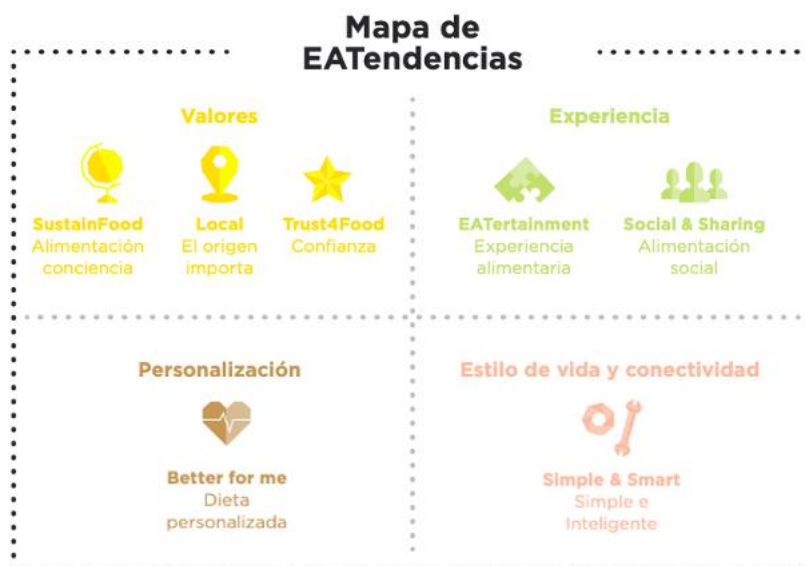 Mapa de
EATendencias
Valores
SustainFood
Alimentación
conciencia
Local
El origen
importa
Trust4Food
Confianza
Experiencia
EATertainment
Experiencia
alimentaria
Social & Sharing
Alimentación
social
Personalización
Better for me
Dieta
personalizada
Estilo de vida y conectividad
Simple & Smart
Simple e
Inteligente